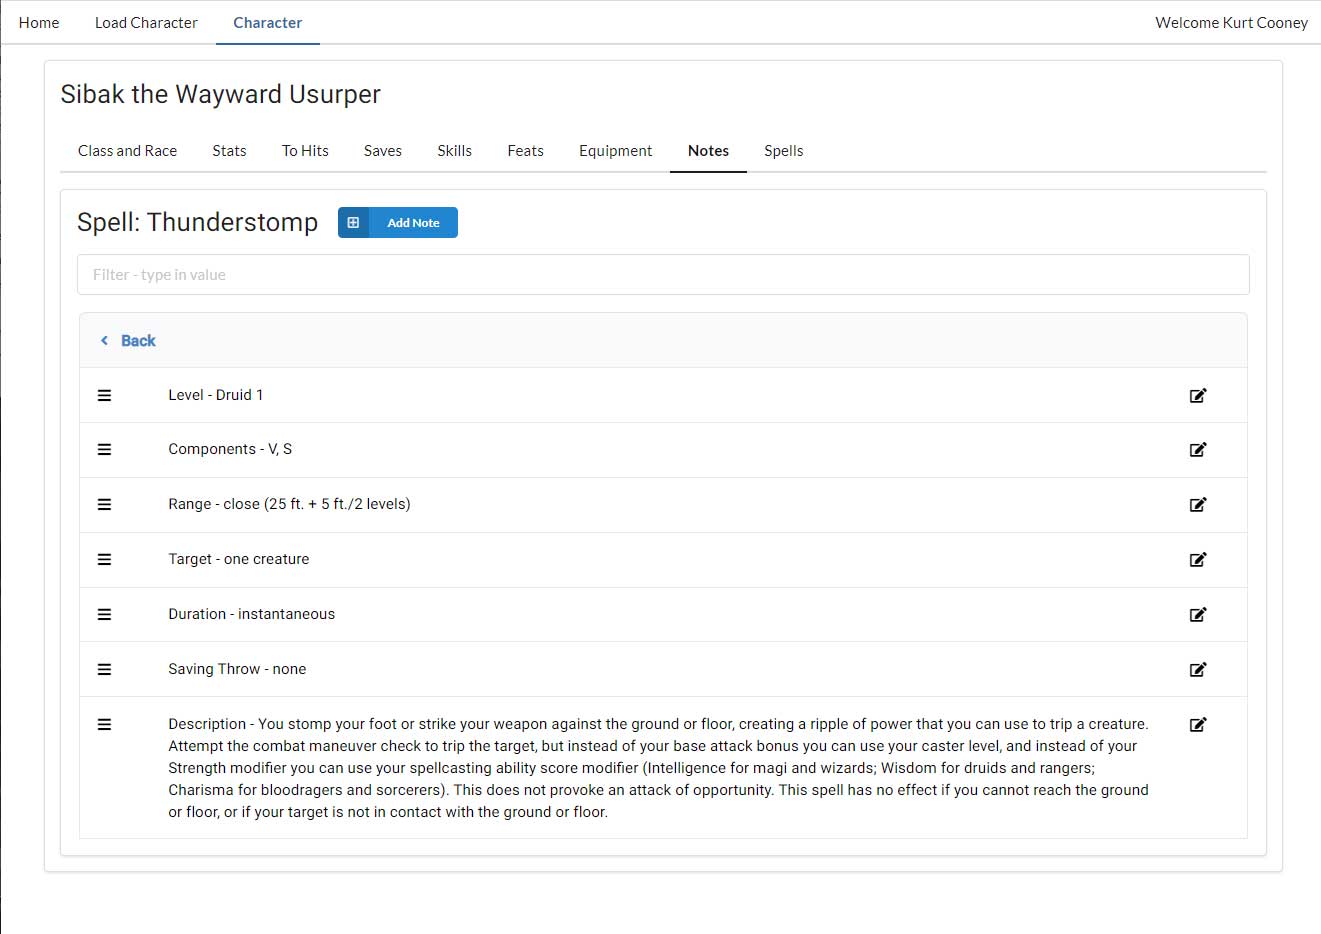 Home Load Character Character Welcome Kurt Cooney
Sibak the Wayward Usurper
Class and Race Stats To Hits Saves Skills Feats Equipment Notes Spells
Spell: Thunderstomp Add Note
Filter - type in value
Back
Level - Druid 1
Components - V, S
Range - close (25 ft. + 5 ft./2 levels)
Target - one creature
Duration - instantaneous
Saving Throw - none
Description - You stomp your foot or strike your weapon against the ground or floor, creating a ripple of power that you can use to trip a creature.
Attempt the combat maneuver check to trip the target, but instead of your base attack bonus you can use your caster level, and instead of your
Strength modifier you can use your spellcasting ability score modifier (Intelligence for magi and wizards; Wisdom for druids and rangers;
Charisma for bloodragers and sorcerers). This does not provoke an attack of opportunity. This spell has no effect if you cannot reach the ground
or floor, or if your target is not in contact with the ground or floor.